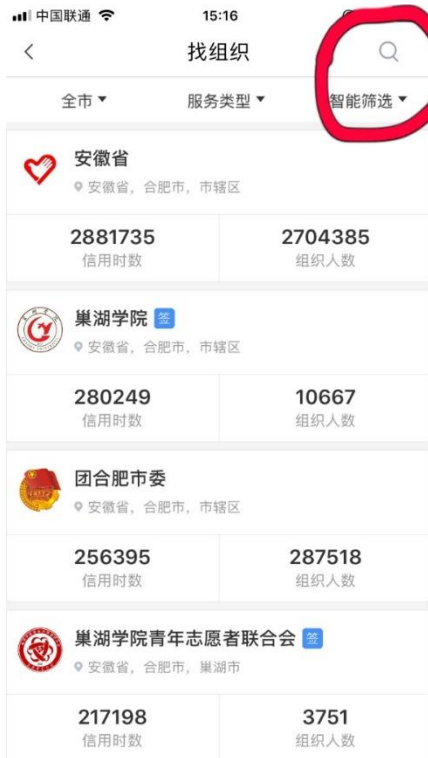 中国联通 15:16
找组织
全市 服务类型 智能筛选
安徽省
安徽省，合肥市，市辖区
2881735 2704385
信用时数 组织人数
巢湖学院 签
安徽省，合肥市，市辖区
280249 10667
信用时数 组织人数
团合肥市委
安徽省，合肥市，市辖区
256395 287518
信用时数 组织人数
巢湖学院青年志愿者联合会 签
安徽省，合肥市，巢湖市
217198 3751
信用时数 组织人数